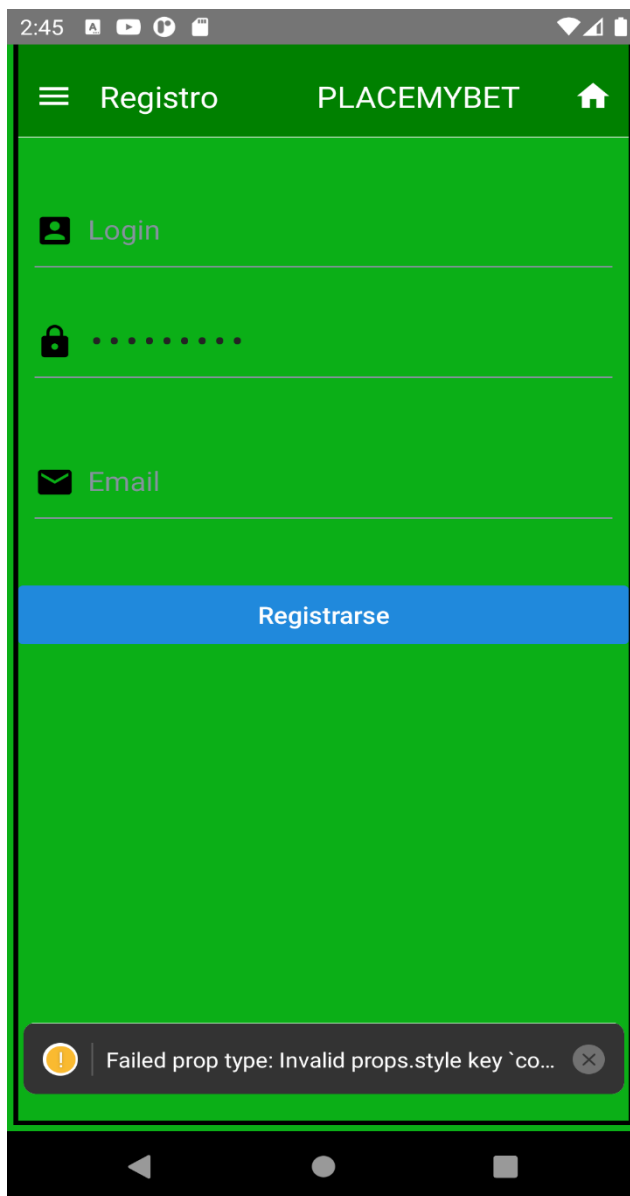 2:45
Registro PLACEMYBET
Login
•••••••••
Email
Registrarse
Failed prop type: Invalid props.style key `co...